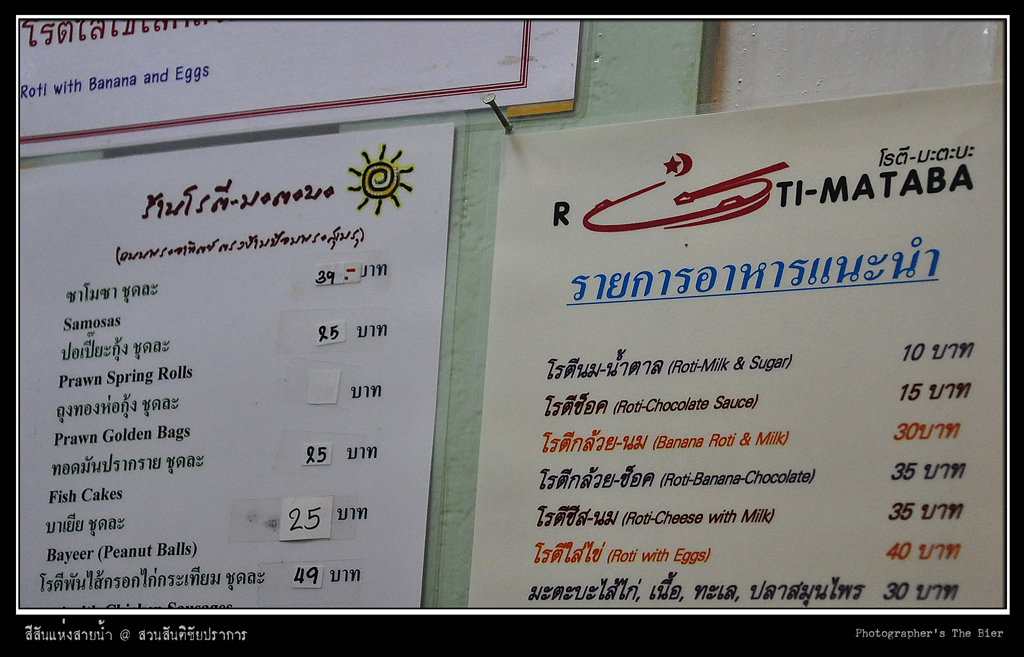 Roti with Banana and Eggs
ร้านโรตี-มะตะบะ
ซาโมซา ชุดละ 39.- บาท
Samosas
ปอเปี๊ยะกุ้ง ชุดละ 25 บาท
Prawn Spring Rolls
ถุงทองห่อกุ้ง ชุดละ บาท
Prawn Golden Bags
ทอดมันปรากราย ชุดละ 25 บาท
Fish Cakes
บาเยีย ชุดละ 25 บาท
Bayeer (Peanut Balls)
โรตีพันไส้กรอกไก่กระเทียม ชุดละ 49 บาท
with Chicken Sausages
โรตี-มะตะบะ
ROTI-MATABA
รายการอาหารแนะนำ
โรตีนม-น้ำตาล (Roti-Milk & Sugar) 10 บาท
โรตีช็อค (Roti-Chocolate Sauce) 15 บาท
โรตีกล้วย-นม (Banana Roti & Milk) 30บาท
โรตีกล้วย-ช็อค (Roti-Banana-Chocolate) 35 บาท
โรตีชีส-นม (Roti-Cheese with Milk) 35 บาท
โรตีใส่ไข่ (Roti with Eggs) 40 บาท
มะตะบะไส้ไก่, เนื้อ, ทะเล, ปลาสมุนไพร 30 บาท
สีสันแห่งสายน้ำ @ สวนสันติชัยปราการ
Photographer's The Bier